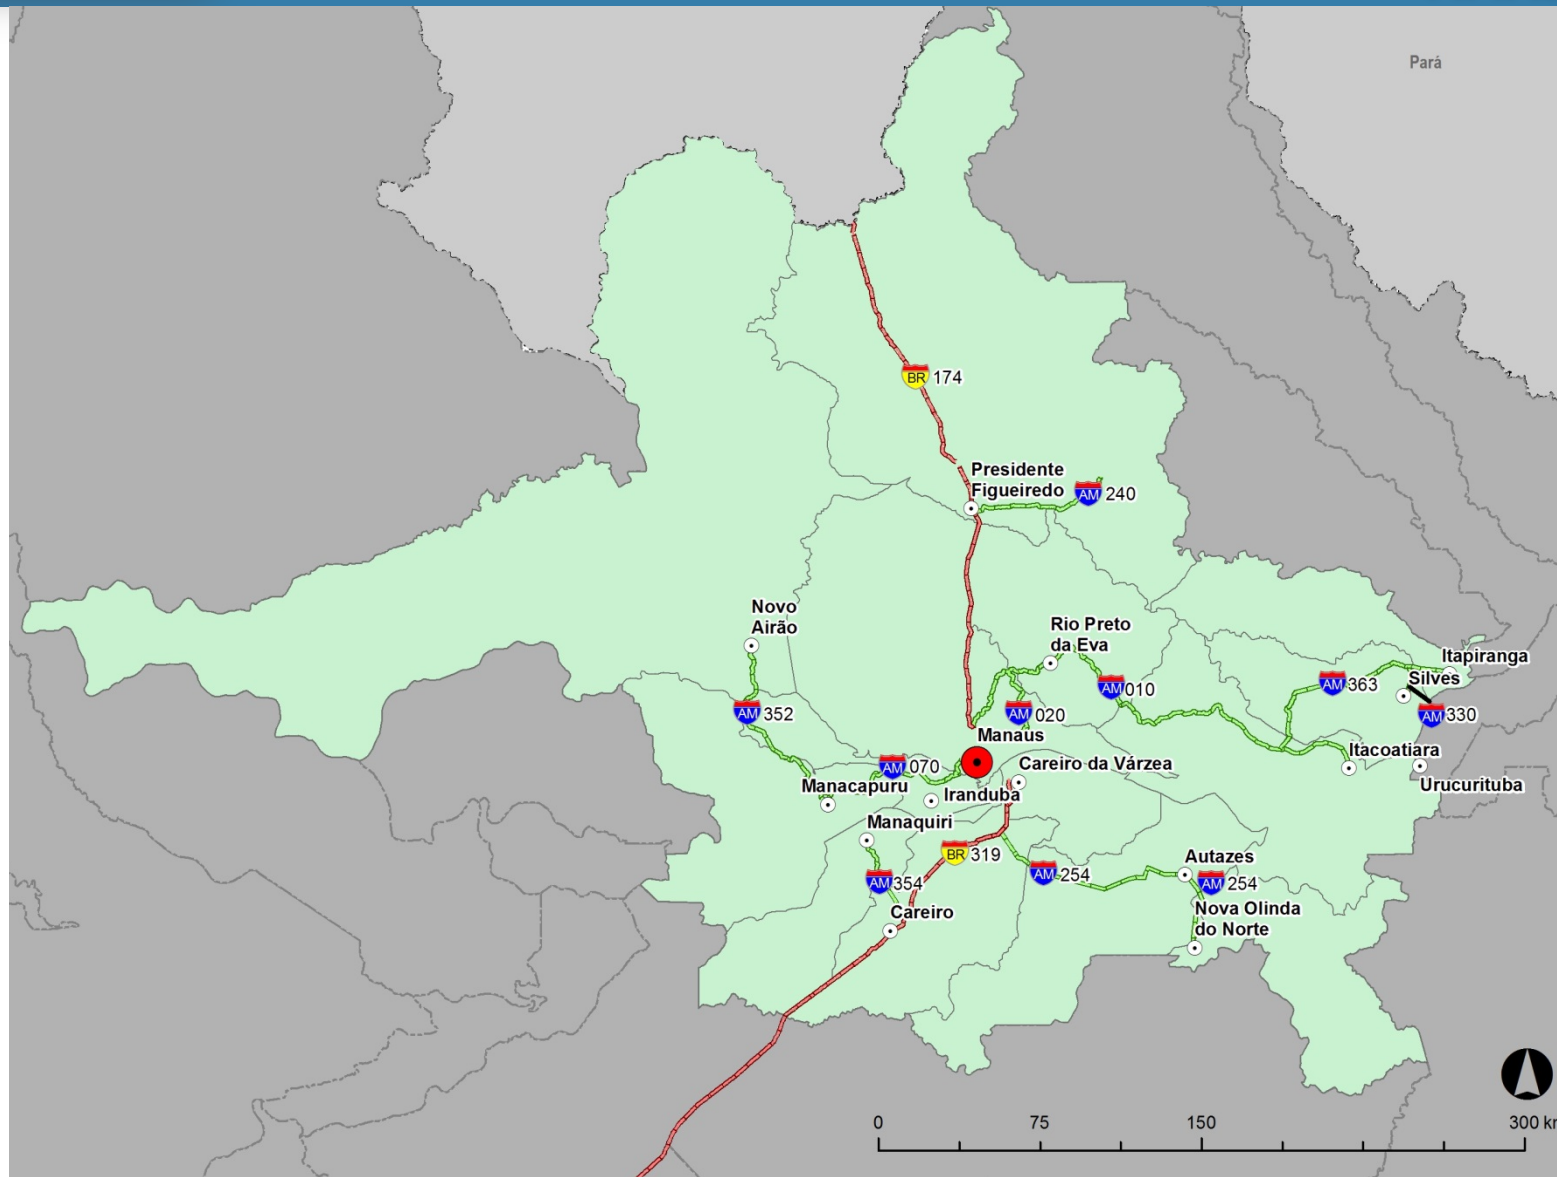 Pará
BR 174
Presidente
Figueiredo
AM 240
Novo
Airão
Rio Preto
da Eva
Itapiranga
Silves
AM 363
AM 010
AM 352
AM 020
AM 330
Manaus
Itacoatiara
AM 070
Careiro da Várzea
Manacapuru
Iranduba
Urucurituba
Manaquiri
BR 319
Autazes
AM 254
AM 254
AM 354
Nova Olinda
do Norte
Careiro
0 75 150 300 km